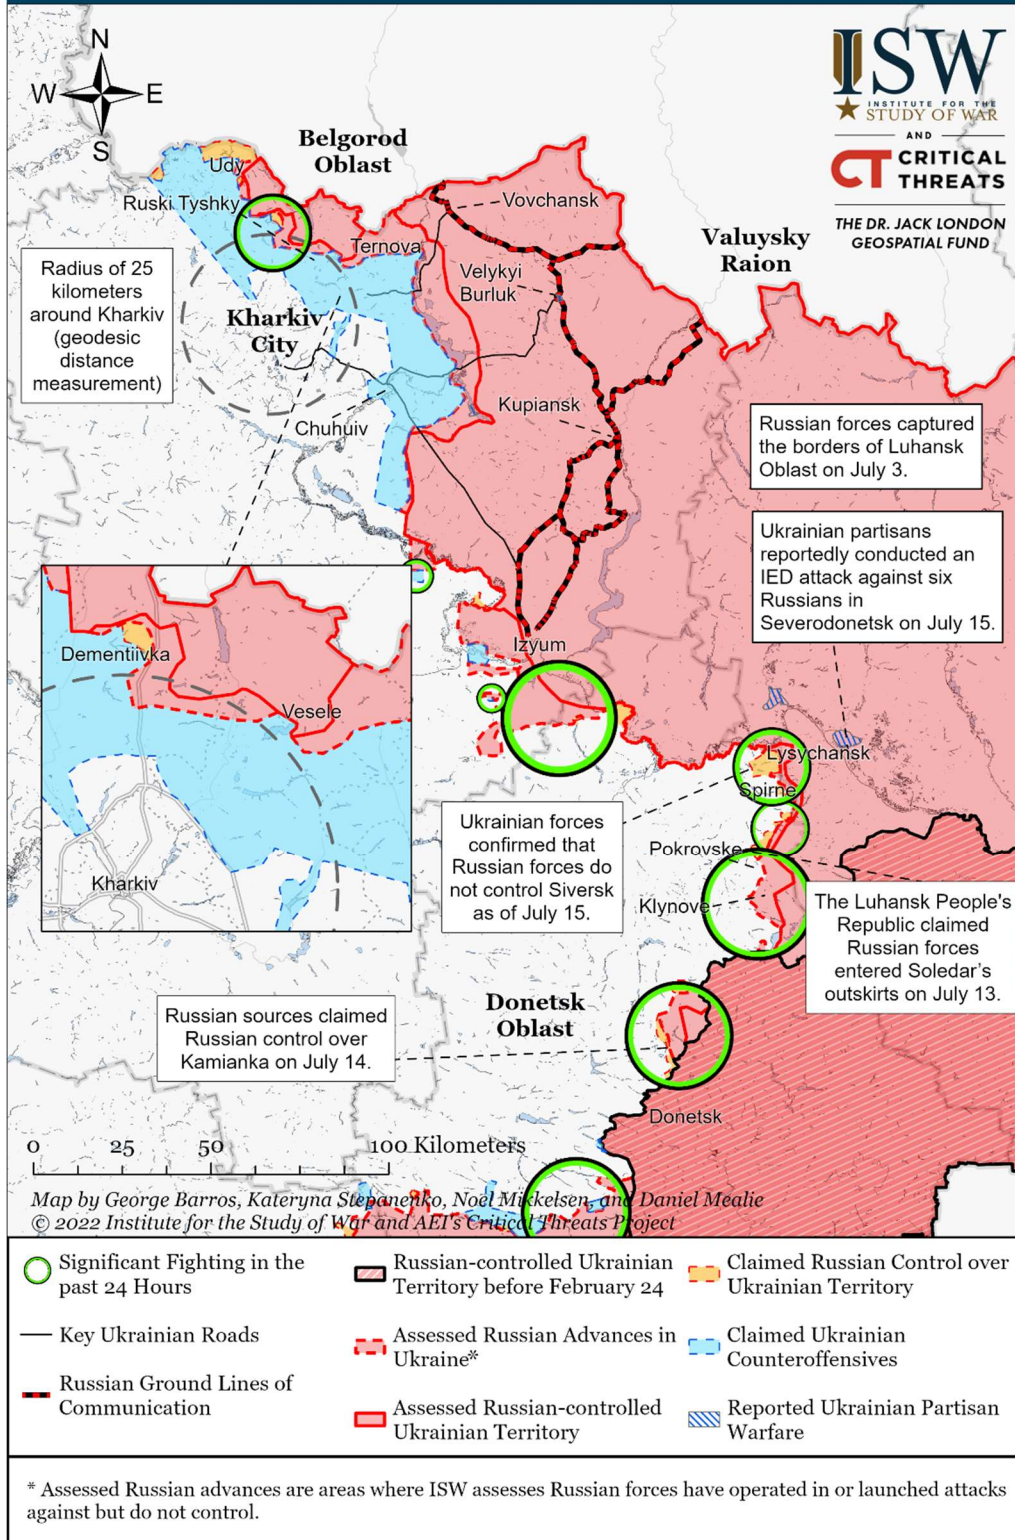 N
W E
S
ISW
INSTITUTE FOR THE
STUDY OF WAR
AND
CT CRITICAL
THREATS
THE DR. JACK LONDON
GEOSPATIAL FUND
Belgorod
Oblast
Udy
Ruski Tyshky
Vovchansk
Ternova
Valuysky
Raion
Velykyi
Burluk
Radius of 25
kilometers
around Kharkiv
(geodesic
distance
measurement)
Kharkiv
City
Kupiansk
Chuhuiv
Russian forces captured
the borders of Luhansk
Oblast on July 3.
Ukrainian partisans
reportedly conducted an
IED attack against six
Russians in
Severodonetsk on July 15.
Izyum
Dementiivka
Vesele
Kharkiv
Lysychansk
Spirne
Ukrainian forces
confirmed that
Russian forces do
not control Siversk
as of July 15.
Pokrovske
Klynove
The Luhansk People's
Republic claimed
Russian forces
entered Soledar's
outskirts on July 13.
Donetsk
Oblast
Russian sources claimed
Russian control over
Kamianka on July 14.
Donetsk
0 25 50 100 Kilometers
Map by George Barros, Kateryna Stepanenko, Noel Mikkelsen, and Daniel Mealie
© 2022 Institute for the Study of War and AEI's Critical Threats Project
Significant Fighting in the
past 24 Hours
Key Ukrainian Roads
Russian Ground Lines of
Communication
Russian-controlled Ukrainian
Territory before February 24
Assessed Russian Advances in
Ukraine*
Assessed Russian-controlled
Ukrainian Territory
Claimed Russian Control over
Ukrainian Territory
Claimed Ukrainian
Counteroffensives
Reported Ukrainian Partisan
Warfare
* Assessed Russian advances are areas where ISW assesses Russian forces have operated in or launched attacks
against but do not control.